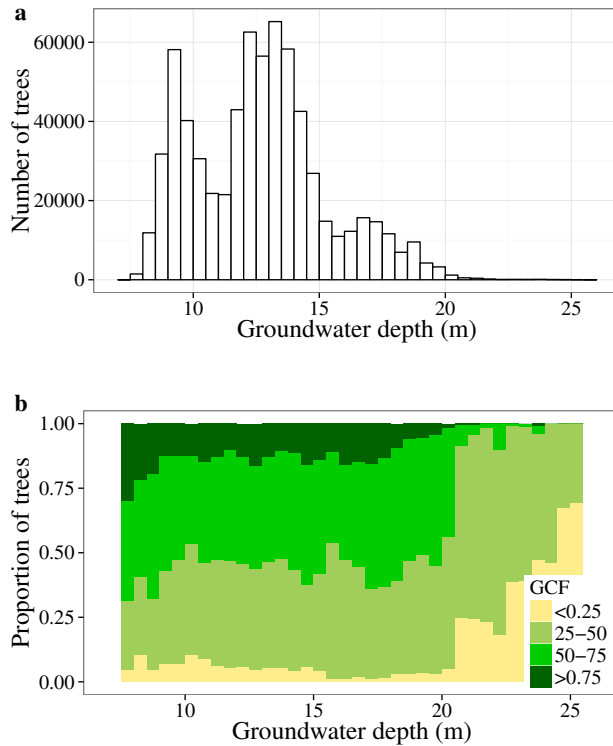 a
Number of trees
60000
40000
20000
0
10 15 20 25
Groundwater depth (m)
b
Proportion of trees
1.00
0.75
0.50
0.25
0.00
GCF
<0.25
25−50
50−75
>0.75
10 15 20 25
Groundwater depth (m)